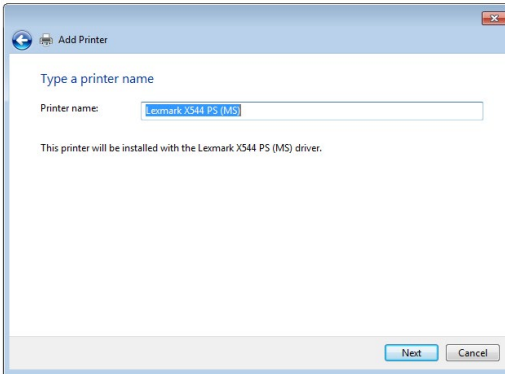 Add Printer
Type a printer name
Printer name: Lexmark X544 PS (MS)
This printer will be installed with the Lexmark X544 PS (MS) driver.
Next Cancel